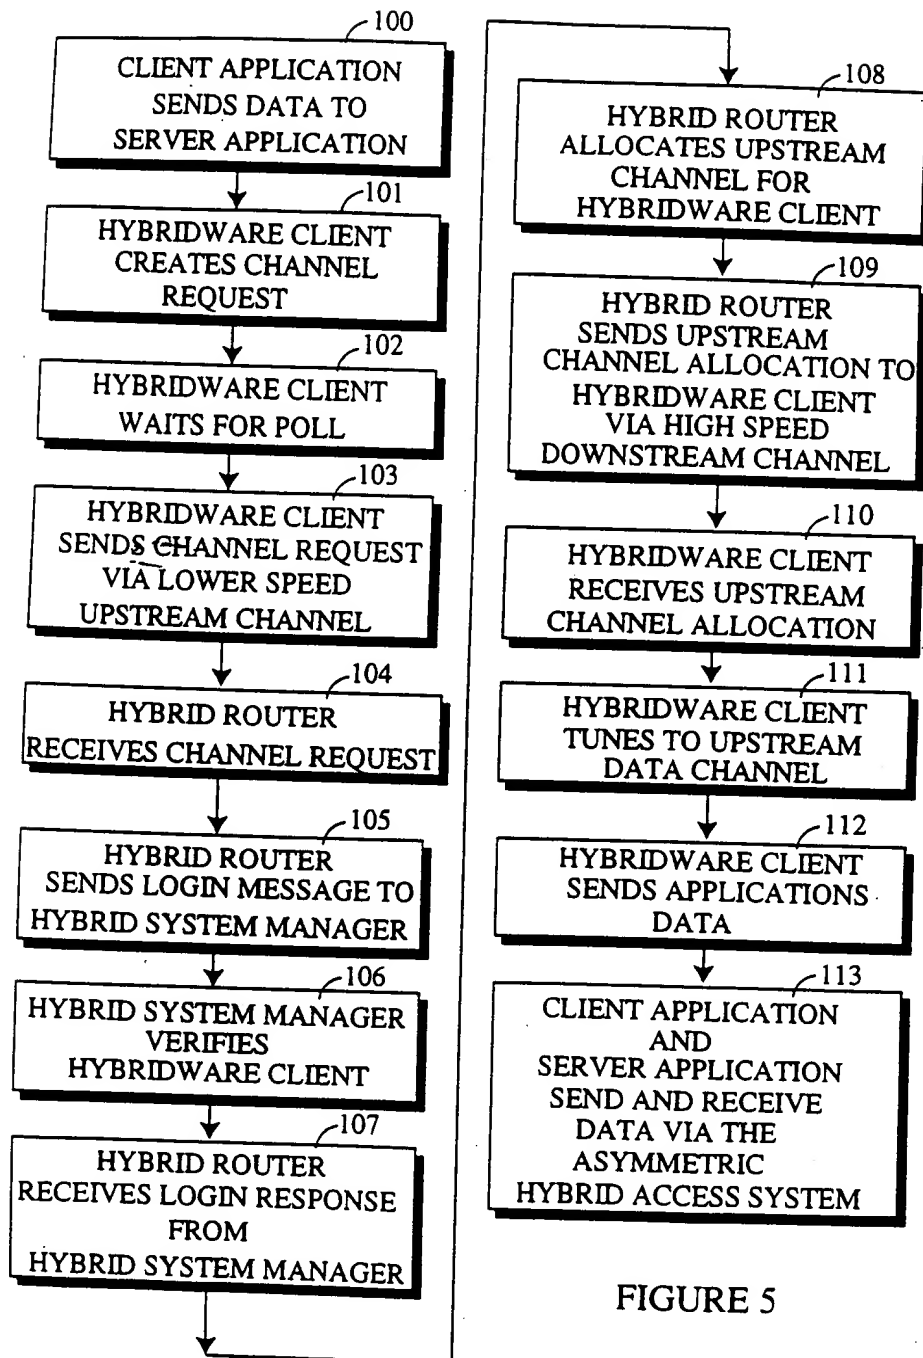 100
CLIENT APPLICATION
SENDS DATA TO
SERVER APPLICATION
101
HYBRIDWARE CLIENT
CREATES CHANNEL
REQUEST
102
HYBRIDWARE CLIENT
WAITS FOR POLL
103
HYBRIDWARE CLIENT
SENDS CHANNEL REQUEST
VIA LOWER SPEED
UPSTREAM CHANNEL
104
HYBRID ROUTER
RECEIVES CHANNEL REQUEST
105
HYBRID ROUTER
SENDS LOGIN MESSAGE TO
HYBRID SYSTEM MANAGER
106
HYBRID SYSTEM MANAGER
VERIFIES
HYBRIDWARE CLIENT
107
HYBRID ROUTER
RECEIVES LOGIN RESPONSE
FROM
HYBRID SYSTEM MANAGER
108
HYBRID ROUTER
ALLOCATES UPSTREAM
CHANNEL FOR
HYBRIDWARE CLIENT
109
HYBRID ROUTER
SENDS UPSTREAM
CHANNEL ALLOCATION TO
HYBRIDWARE CLIENT
VIA HIGH SPEED
DOWNSTREAM CHANNEL
110
HYBRIDWARE CLIENT
RECEIVES UPSTREAM
CHANNEL ALLOCATION
111
HYBRIDWARE CLIENT
TUNES TO UPSTREAM
DATA CHANNEL
112
HYBRIDWARE CLIENT
SENDS APPLICATIONS
DATA
113
CLIENT APPLICATION
AND
SERVER APPLICATION
SEND AND RECEIVE
DATA VIA THE
ASYMMETRIC
HYBRID ACCESS SYSTEM
FIGURE 5